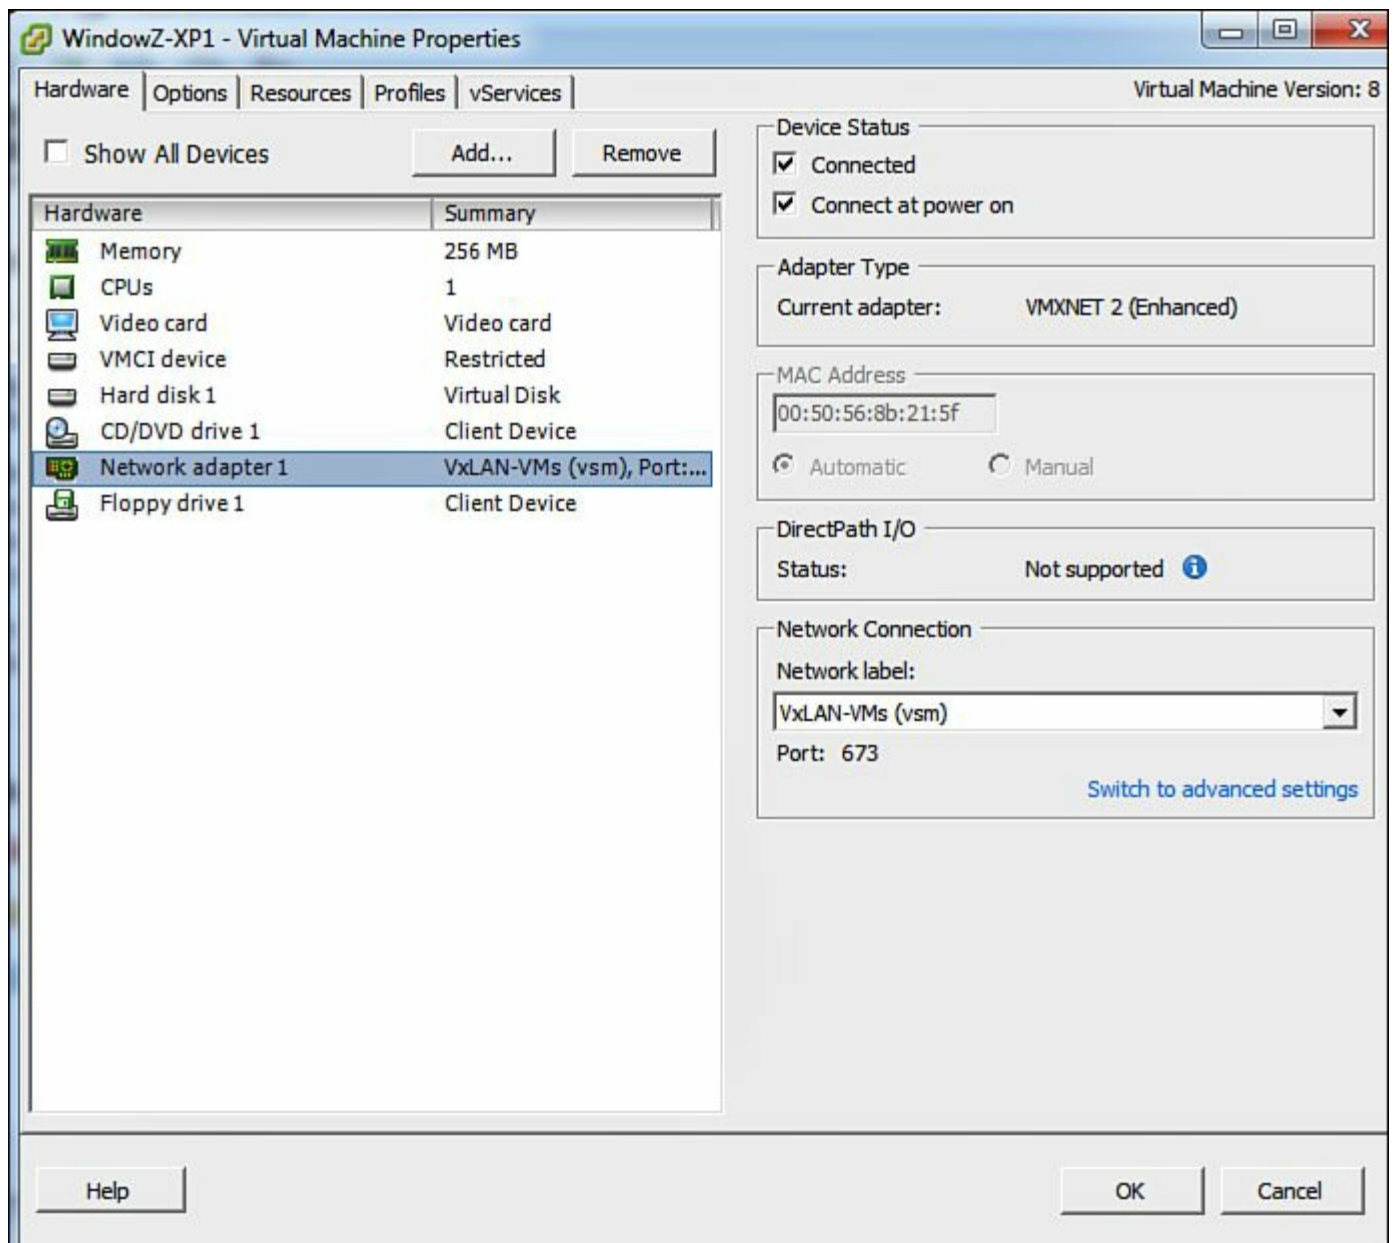 WindowZ-XP1 - Virtual Machine Properties
Hardware Options Resources Profiles vServices Virtual Machine Version: 8
Show All Devices Add... Remove
Hardware Summary
Memory 256 MB
CPUs 1
Video card Video card
VMCI device Restricted
Hard disk 1 Virtual Disk
CD/DVD drive 1 Client Device
Network adapter 1 VxLAN-VMs (vsm), Port:...
Floppy drive 1 Client Device
Device Status
Connected
Connect at power on
Adapter Type
Current adapter: VMXNET 2 (Enhanced)
MAC Address
00:50:56:8b:21:5f
Automatic Manual
DirectPath I/O
Status: Not supported
Network Connection
Network label:
VxLAN-VMs (vsm)
Port: 673
Switch to advanced settings
Help OK Cancel